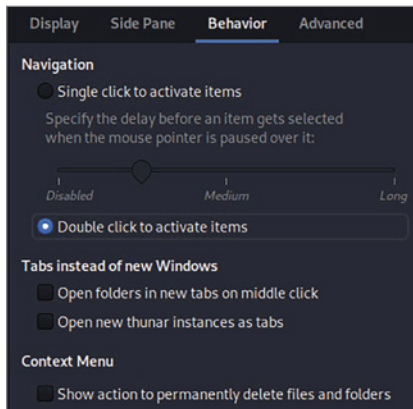 Display Side Pane Behavior Advanced
Navigation
Single click to activate items
Specify the delay before an item gets selected
when the mouse pointer is paused over it:
Disabled Medium Long
Double click to activate items
Tabs instead of new Windows
Open folders in new tabs on middle click
Open new thunar instances as tabs
Context Menu
Show action to permanently delete files and folders